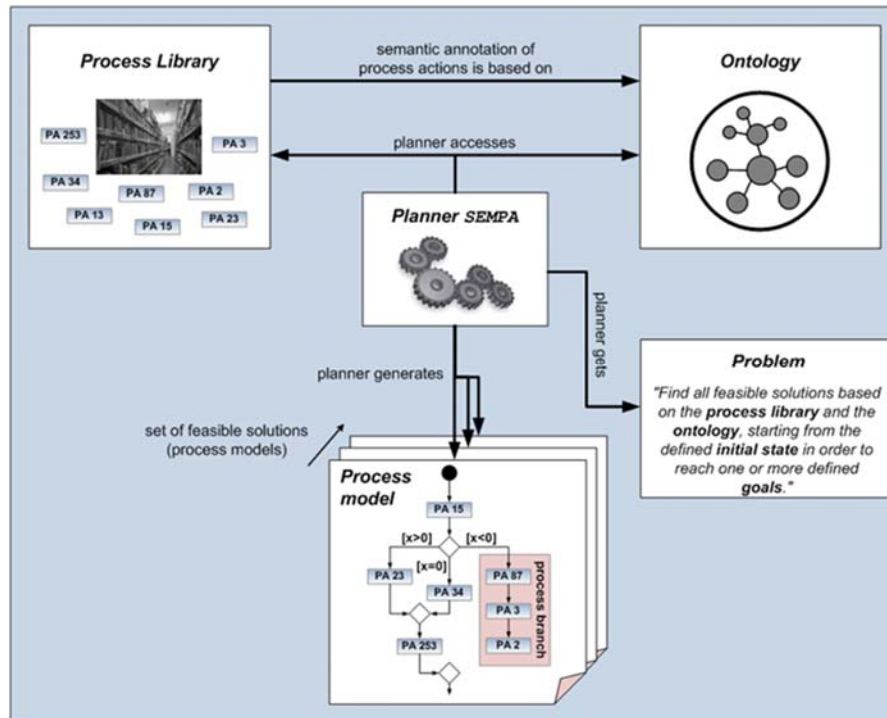 Process Library
PA 253
PA 3
PA 34
PA 87
PA 2
PA 13
PA 15
PA 23
semantic annotation of
process actions is based on
Ontology
planner accesses
Planner SEMPA
planner gets
planner generates
Problem
"Find all feasible solutions based
on the process library and the
ontology, starting from the
defined initial state in order to
reach one or more defined
goals."
set of feasible solutions
(process models)
Process
model
PA 15
[x>0]
[x<0]
[x=0]
PA 23
PA 34
PA 253
PA 87
PA 3
PA 2
process branch